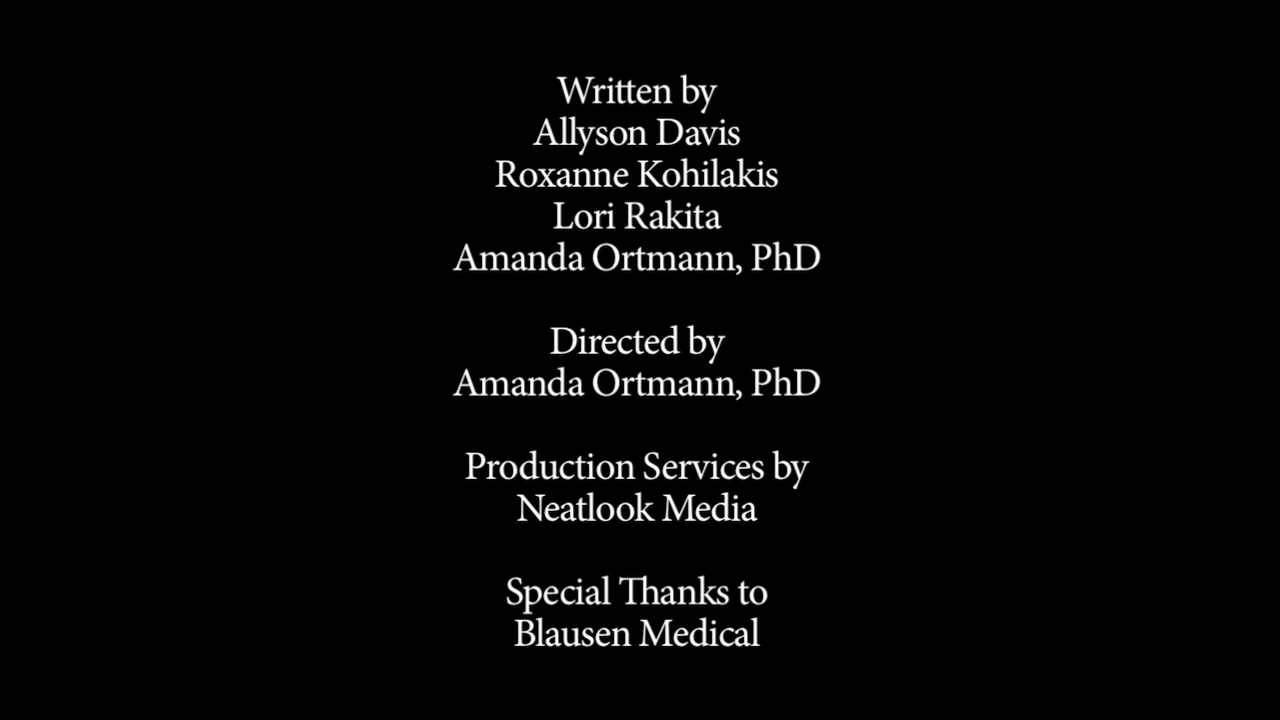 Written by
Allyson Davis
Roxanne Kohilakis
Lori Rakita
Amanda Ortmann, PhD
Directed by
Amanda Ortmann, PhD
Production Services by
Neatlook Media
Special Thanks to
Blausen Medical